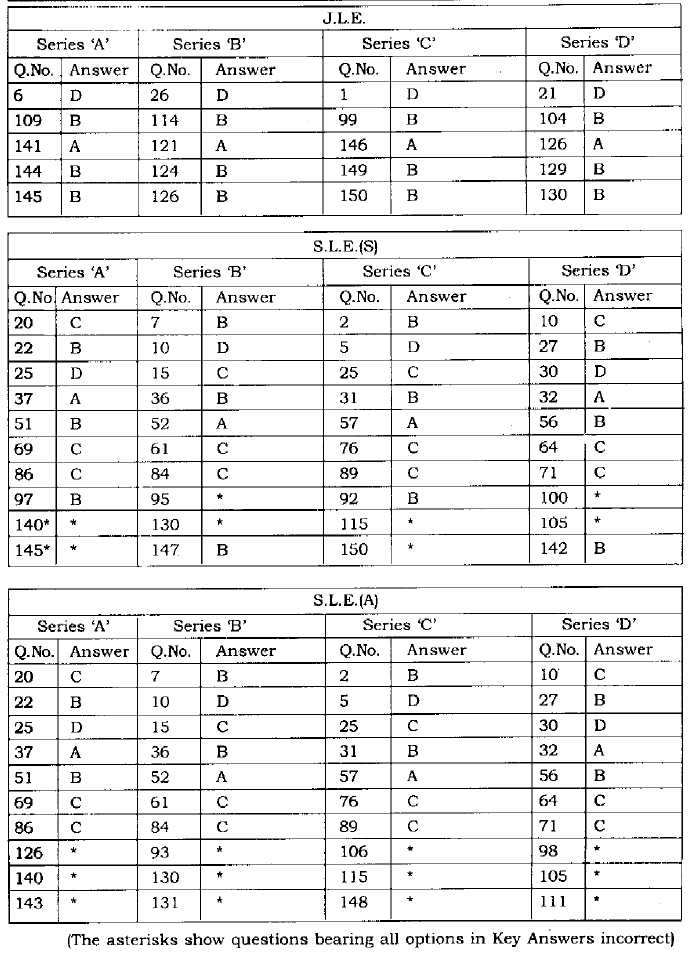 J.L.E.
Series 'A' Series 'B' Series 'C' Series 'D'
Q.No. Answer Q.No. Answer Q.No. Answer Q.No. Answer
6 D 26 D 1 D 21 D
109 B 114 B 99 B 104 B
141 A 121 A 146 A 126 A
144 B 124 B 149 B 129 B
145 B 126 B 150 B 130 B
S.L.E.(S)
Series 'A' Series 'B' Series 'C' Series 'D'
Q.No Answer Q.No. Answer Q.No. Answer Q.No. Answer
20 C 7 B 2 B 10 C
22 B 10 D 5 D 27 B
25 D 15 C 25 C 30 D
37 A 36 B 31 B 32 A
51 B 52 A 57 A 56 B
69 C 61 C 76 C 64 C
86 C 84 C 89 C 71 C
97 B 95 * 92 B 100 *
140* * 130 * 115 * 105 *
145* * 147 B 150 * 142 B
S.L.E.(A)
Series 'A' Series 'B' Series 'C' Series 'D'
Q.No. Answer Q.No. Answer Q.No. Answer Q.No. Answer
20 C 7 B 2 B 10 C
22 B 10 D 5 D 27 B
25 D 15 C 25 C 30 D
37 A 36 B 31 B 32 A
51 B 52 A 57 A 56 B
69 C 61 C 76 C 64 C
86 C 84 C 89 C 71 C
126 * 93 * 106 * 98 *
140 * 130 * 115 * 105 *
143 * 131 * 148 * 111 *
(The asterisks show questions bearing all options in Key Answers incorrect)